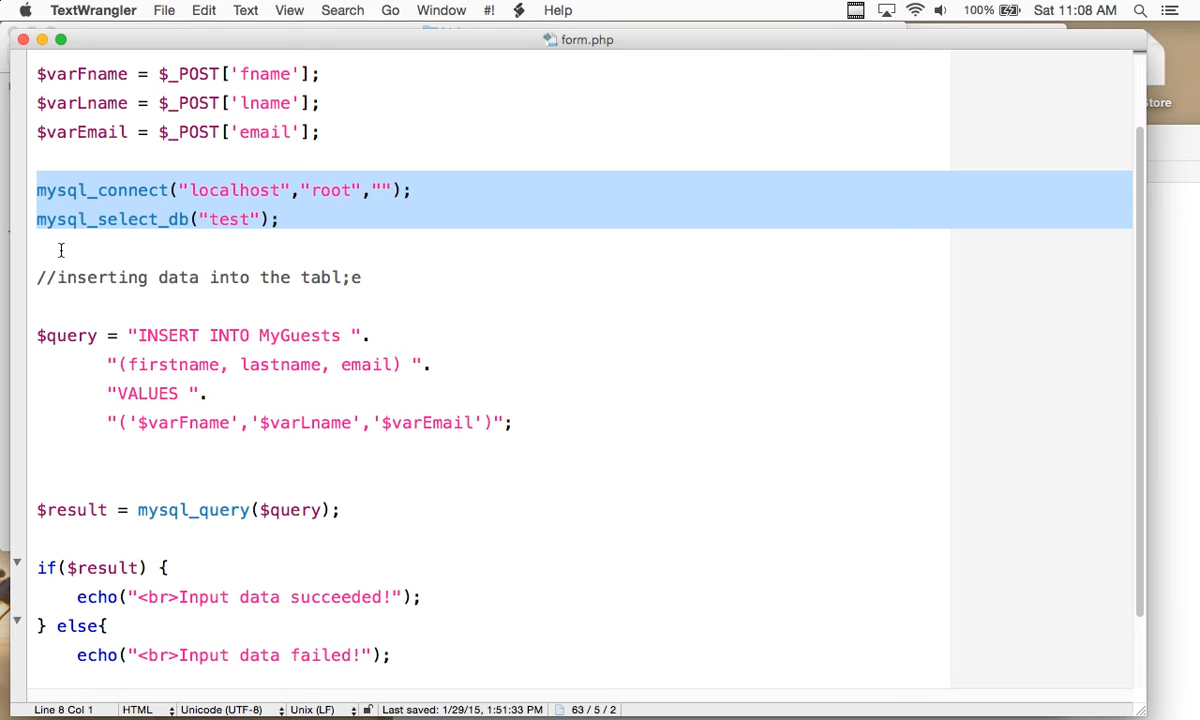 TextWrangler File Edit Text View Search Go Window #! Help 100% Sat 11:08 AM
form.php
$varFname = $_POST['fname'];
$varLname = $_POST['lname'];
$varEmail = $_POST['email'];
mysql_connect("localhost","root","");
mysql_select_db("test");
//inserting data into the tabl;e
$query = "INSERT INTO MyGuests ".
"(firstname, lastname, email) ".
"VALUES ".
"('$varFname','$varLname','$varEmail')";
$result = mysql_query($query);
if($result) {
echo("<br>Input data succeeded!");
} else{
echo("<br>Input data failed!");
Line 8 Col 1 HTML Unicode (UTF-8) Unix (LF) Last saved: 1/29/15, 1:51:33 PM 63 / 5 / 2
Store